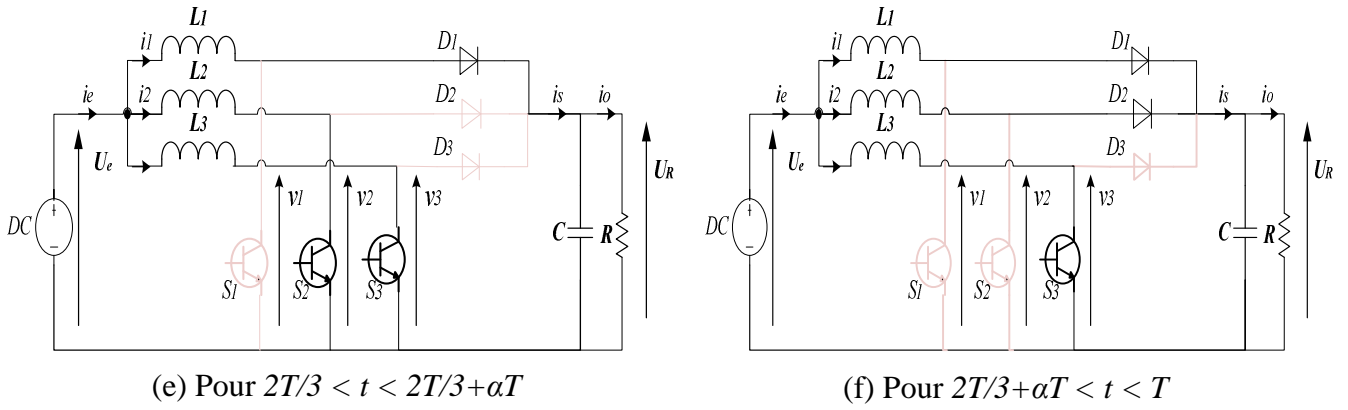 L1
i1
D1
L2
ie
i2
D2
is
io
L3
D3
Ue
UR
v1
v2
v3
DC
+
−
C
R
S1
S2
S3
(e) Pour 2T/3 < t < 2T/3+αT
L1
i1
D1
L2
ie
i2
D2
is
io
L3
D3
Ue
UR
v1
v2
v3
DC
+
−
C
R
S1
S2
S3
(f) Pour 2T/3+αT < t < T